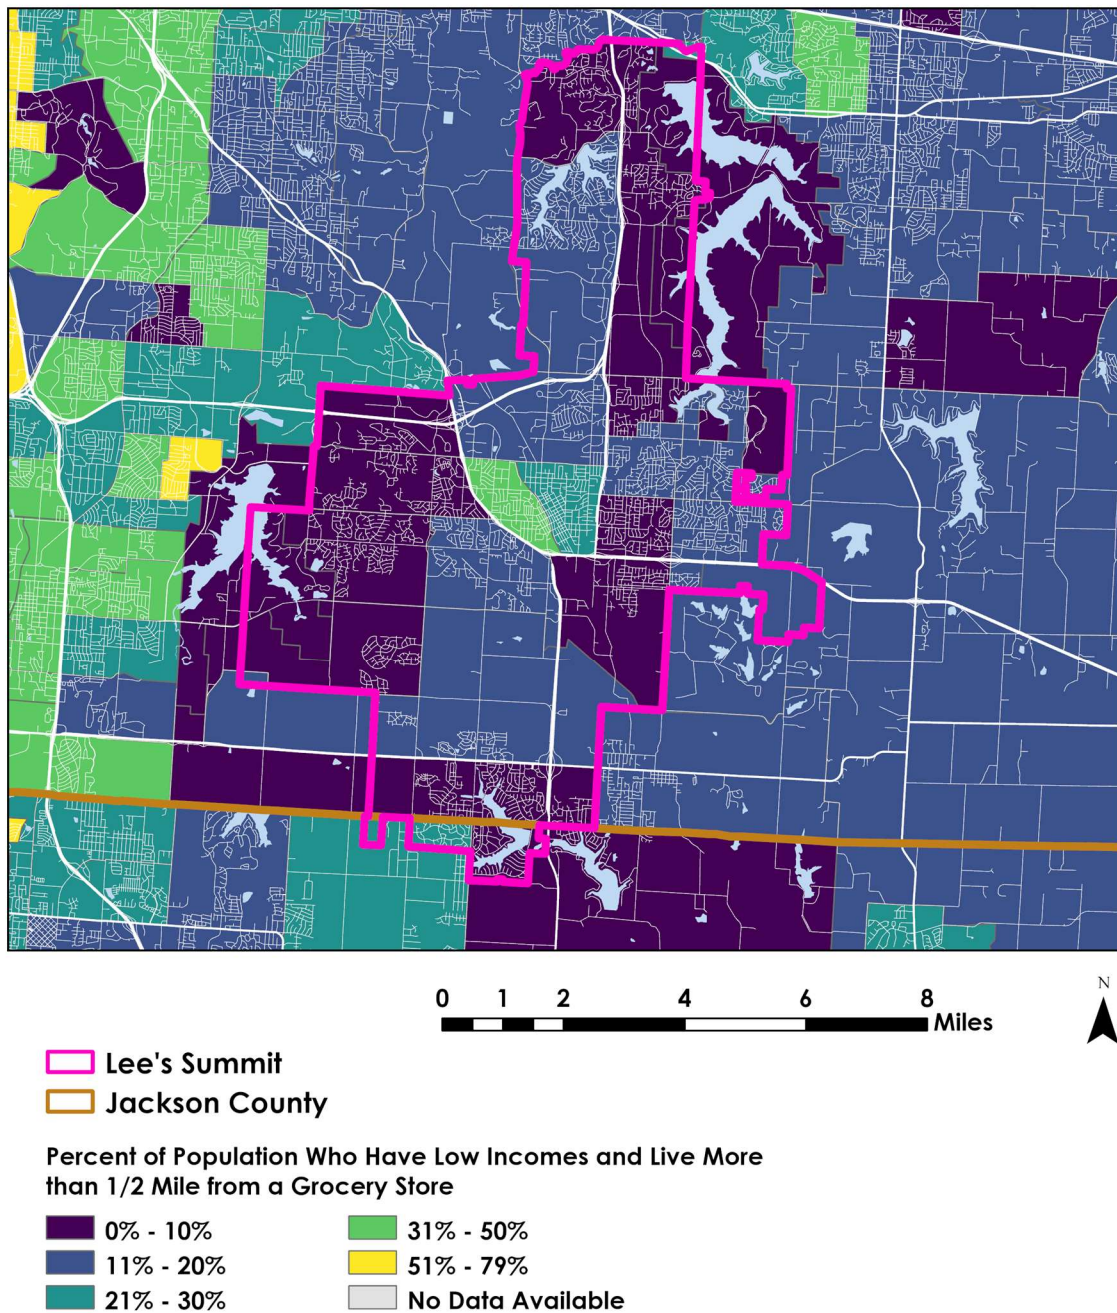 0 1 2 4 6 8
Miles
N
Lee's Summit
Jackson County
Percent of Population Who Have Low Incomes and Live More
than 1/2 Mile from a Grocery Store
0% - 10%
11% - 20%
21% - 30%
31% - 50%
51% - 79%
No Data Available